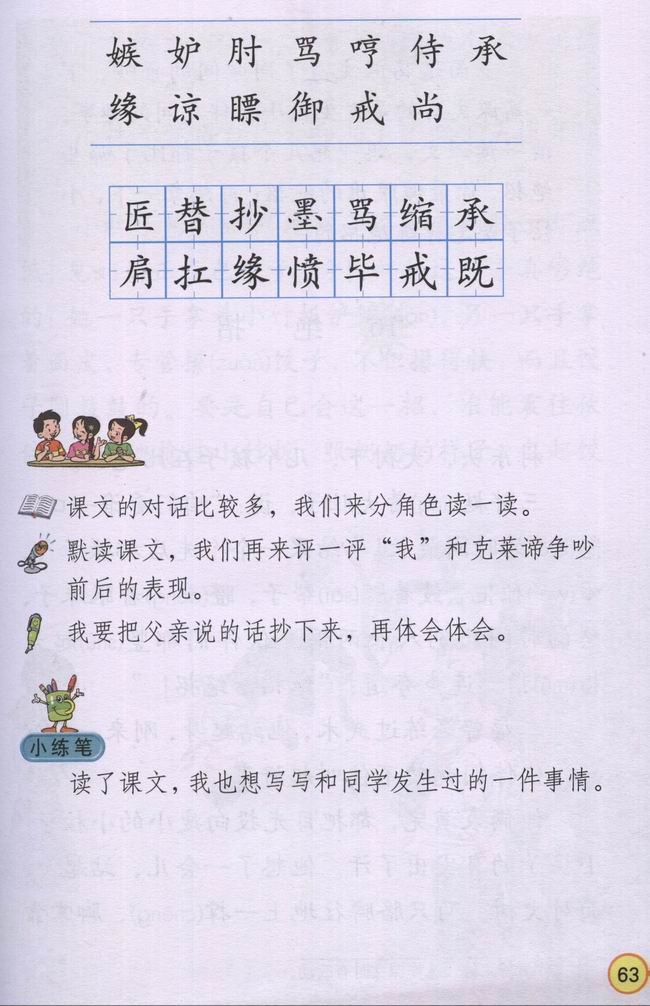 嫉妒肘骂哼侍承
缘谅瞟御戒尚
匠替抄墨骂缩承
肩扛缘愤毕戒既
课文的对话比较多，我们来分角色读一读。
默读课文，我们再来评一评“我”和克莱谛争吵
前后的表现。
我要把父亲说的话抄下来，再体会体会。
小练笔
读了课文，我也想写写和同学发生过的一件事情。
63